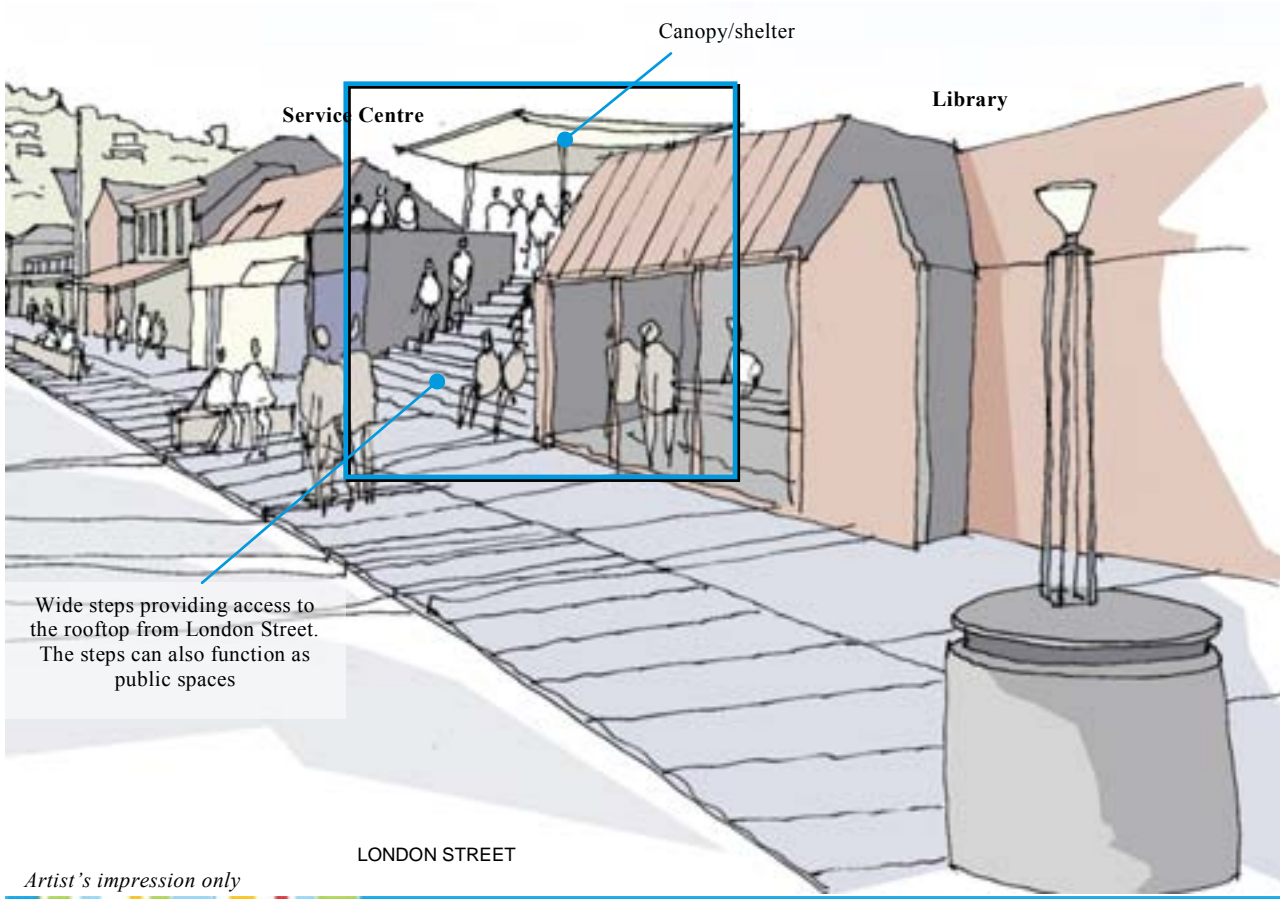 Canopy/shelter
Service Centre
Library
Wide steps providing access to
the rooftop from London Street.
The steps can also function as
public spaces
LONDON STREET
Artist’s impression only